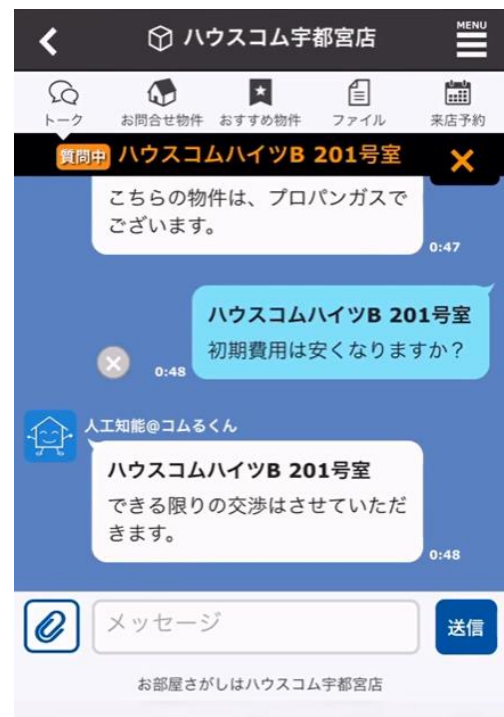 ハウスコム宇都宮店
MENU
トーク
お問合せ物件
おすすめ物件
ファイル
来店予約
質問中 ハウスコムハイツB 201号室
こちらの物件は、プロパンガスで
ございます。
0:47
ハウスコムハイツB 201号室
初期費用は安くなりますか？
0:48
人工知能@コムるくん
ハウスコムハイツB 201号室
できる限りの交渉はさせていただ
きます。
0:48
メッセージ
送信
お部屋さがしはハウスコム宇都宮店